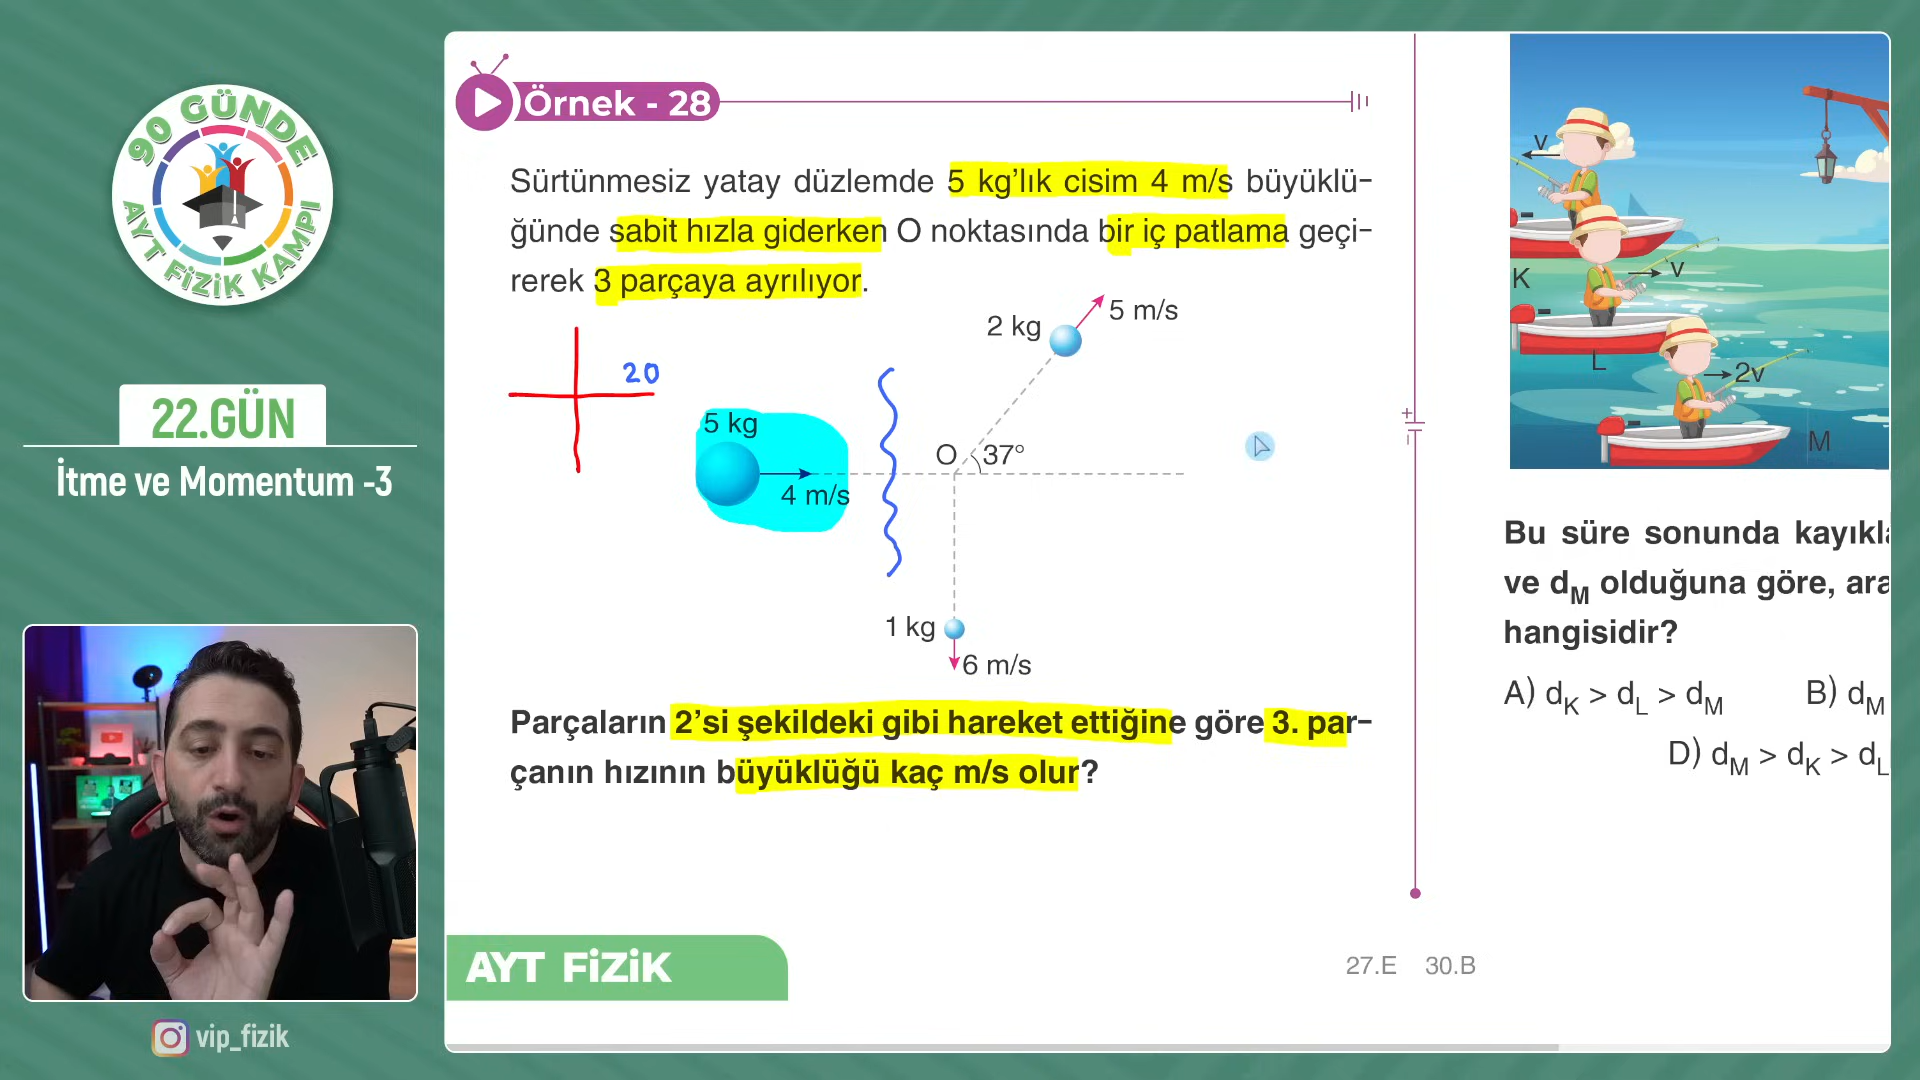 90 GÜNDE
AYT FİZİK KAMPI
22.GÜN
İtme ve Momentum -3
vip_fizik
Örnek - 28
Sürtünmesiz yatay düzlemde 5 kg'lık cisim 4 m/s büyüklü-
ğünde sabit hızla giderken O noktasında bir iç patlama geçi-
rerek 3 parçaya ayrılıyor.
2 kg
5 m/s
20
5 kg
4 m/s
O
37°
1 kg
6 m/s
Parçaların 2'si şekildeki gibi hareket ettiğine göre 3. par-
çanın hızının büyüklüğü kaç m/s olur?
AYT FİZİK
27.E 30.B
v
K
v
L
2v
M
Bu süre sonunda kayıkla
ve dM olduğuna göre, ara
hangisidir?
A) dK > dL > dM B) dM
D) dM > dK > dL